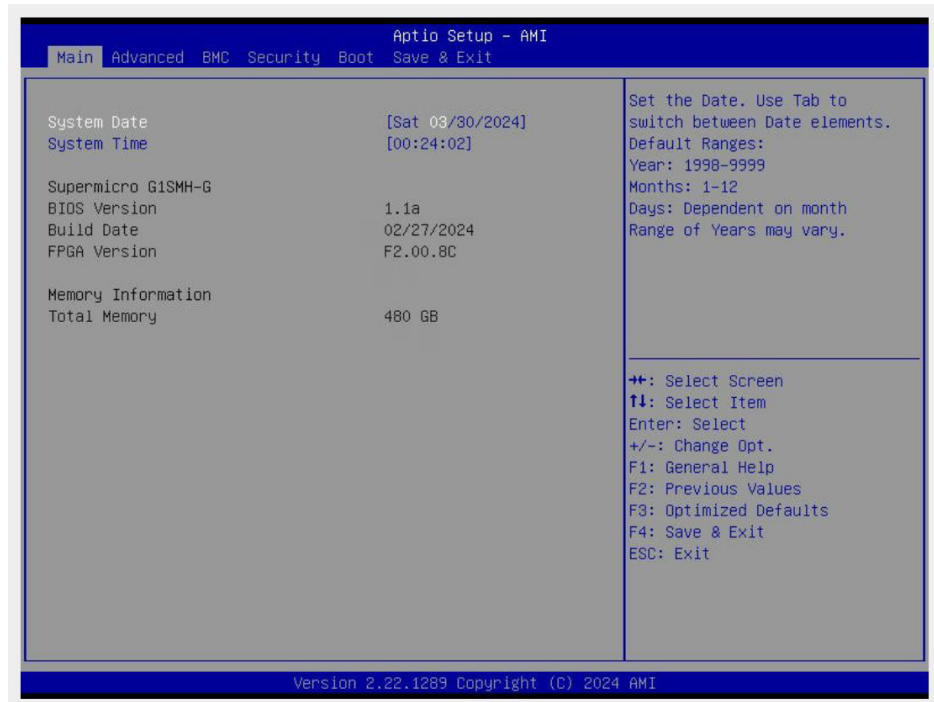 Aptio Setup – AMI
Main Advanced BMC Security Boot Save & Exit
System Date [Sat 03/30/2024]
System Time [00:24:02]
Supermicro G1SMH-G
BIOS Version 1.1a
Build Date 02/27/2024
FPGA Version F2.00.8C
Memory Information
Total Memory 480 GB
Set the Date. Use Tab to
switch between Date elements.
Default Ranges:
Year: 1998-9999
Months: 1-12
Days: Dependent on month
Range of Years may vary.
→←: Select Screen
↑↓: Select Item
Enter: Select
+/-: Change Opt.
F1: General Help
F2: Previous Values
F3: Optimized Defaults
F4: Save & Exit
ESC: Exit
Version 2.22.1289 Copyright (C) 2024 AMI